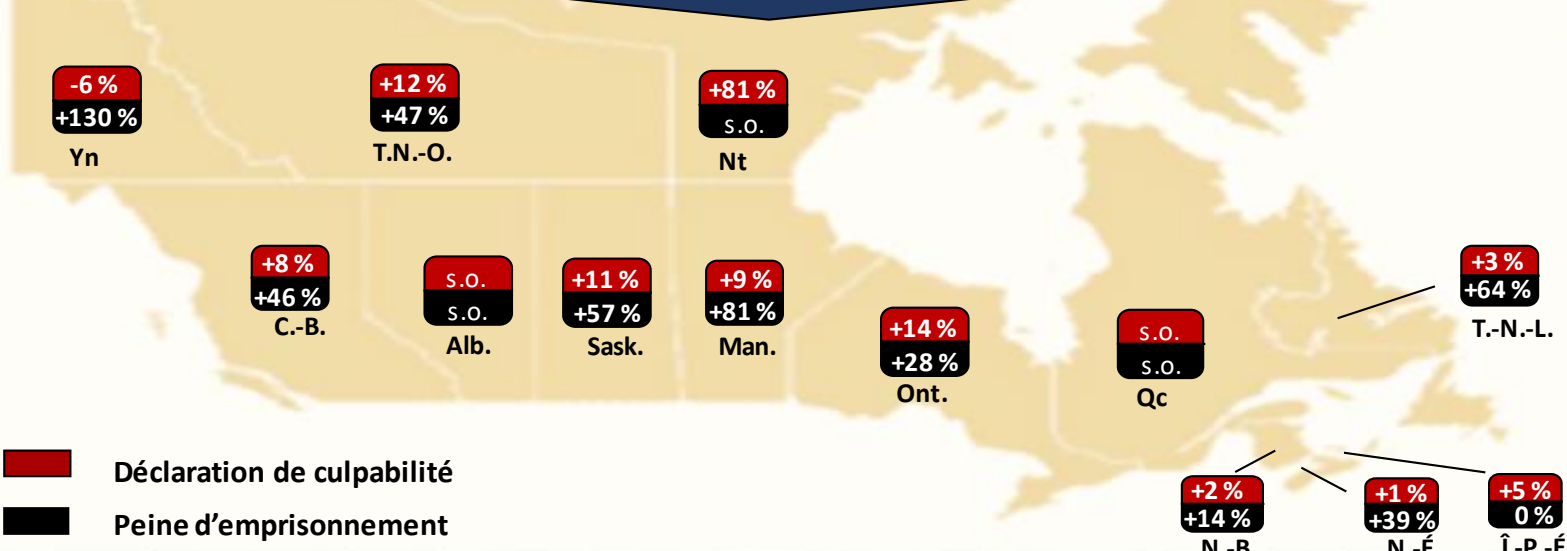 -6 %
+130 %
Yn
+12 %
+47 %
T.N.-O.
+81 %
s.o.
Nt
+8 %
+46 %
C.-B.
s.o.
s.o.
Alb.
+11 %
+57 %
Sask.
+9 %
+81 %
Man.
+14 %
+28 %
Ont.
s.o.
s.o.
Qc
+3 %
+64 %
T.-N.-L.
+2 %
+14 %
N.-B.
+1 %
+39 %
N.-É.
+5 %
0 %
Î.-P.-É.
Déclaration de culpabilité
Peine d'emprisonnement